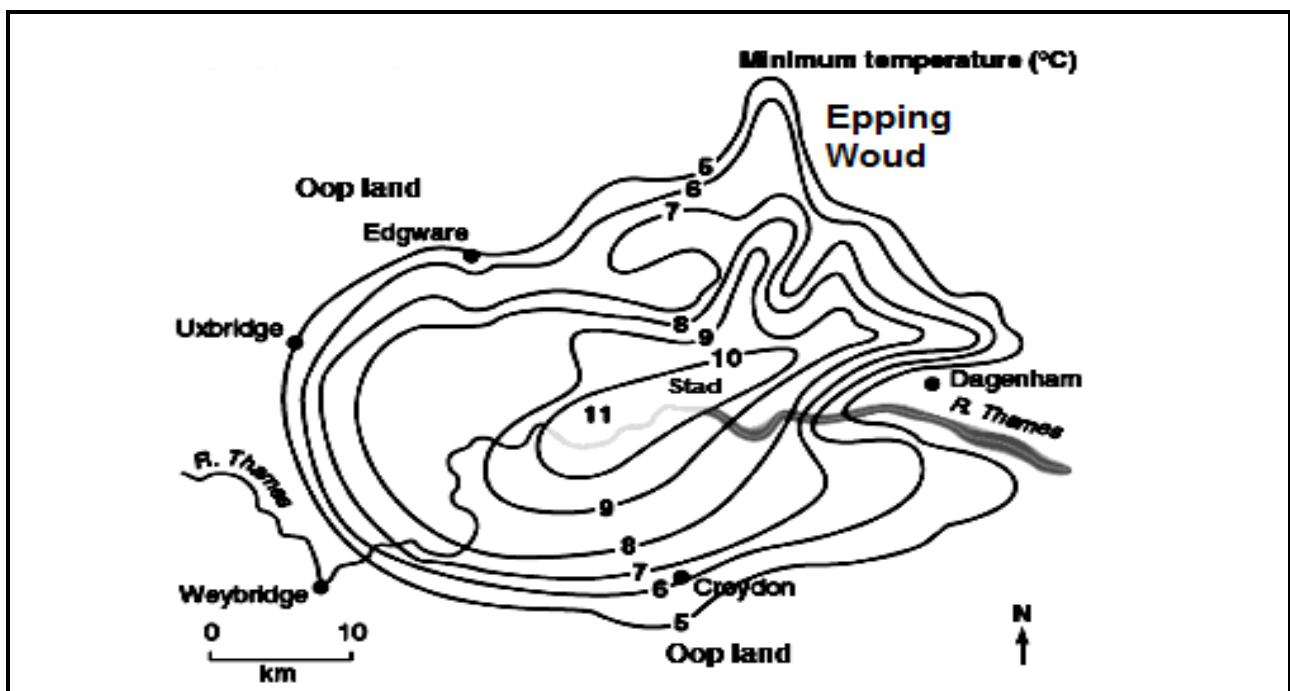 Minimum temperature (°C)
Epping
Woud
5
6
7
Oop land
Edgware
Uxbridge
8
9
10
Stad
11
Dagenham
R. Thames
R. Thames
9
8
7
6
5
Croydon
Weybridge
0 10
km
Oop land
N